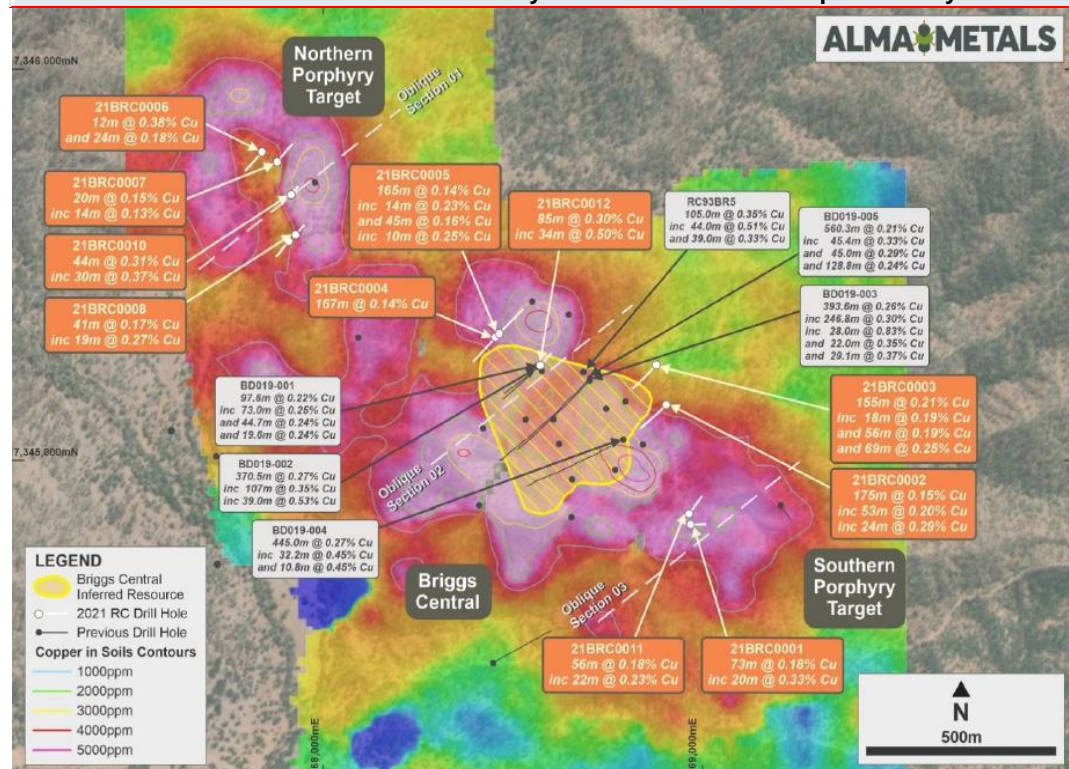 ALMA METALS
7,346,000mN
Northern
Porphyry
Target
Oblique
Section 01
21BRC0006
12m @ 0.38% Cu
and 24m @ 0.18% Cu
21BRC0007
20m @ 0.15% Cu
inc 14m @ 0.13% Cu
21BRC0010
44m @ 0.31% Cu
inc 30m @ 0.37% Cu
21BRC0008
41m @ 0.17% Cu
inc 19m @ 0.27% Cu
21BRC0005
165m @ 0.14% Cu
inc 14m @ 0.23% Cu
and 45m @ 0.16% Cu
inc 10m @ 0.25% Cu
21BRC0004
167m @ 0.14% Cu
21BRC0012
85m @ 0.30% Cu
inc 34m @ 0.50% Cu
RC93BR5
105.0m @ 0.35% Cu
inc 44.0m @ 0.51% Cu
and 39.0m @ 0.33% Cu
BD019-005
560.3m @ 0.21% Cu
inc 45.4m @ 0.33% Cu
and 45.0m @ 0.29% Cu
and 128.8m @ 0.24% Cu
BD019-003
393.6m @ 0.26% Cu
inc 246.8m @ 0.30% Cu
inc 28.0m @ 0.83% Cu
and 22.0m @ 0.35% Cu
and 29.1m @ 0.37% Cu
BD019-001
97.6m @ 0.22% Cu
inc 73.0m @ 0.25% Cu
and 44.7m @ 0.24% Cu
and 19.6m @ 0.24% Cu
21BRC0003
155m @ 0.21% Cu
inc 18m @ 0.19% Cu
and 56m @ 0.19% Cu
and 69m @ 0.25% Cu
7,345,000mN
BD019-002
370.5m @ 0.27% Cu
inc 107m @ 0.35% Cu
inc 39.0m @ 0.53% Cu
Oblique
Section 02
21BRC0002
175m @ 0.15% Cu
inc 53m @ 0.20% Cu
inc 24m @ 0.29% Cu
BD019-004
445.0m @ 0.27% Cu
inc 32.2m @ 0.45% Cu
and 10.8m @ 0.45% Cu
Briggs
Central
Oblique
Section 03
Southern
Porphyry
Target
21BRC0011
56m @ 0.18% Cu
inc 22m @ 0.23% Cu
21BRC0001
73m @ 0.18% Cu
inc 20m @ 0.33% Cu
LEGEND
Briggs Central
Inferred Resource
2021 RC Drill Hole
Previous Drill Hole
Copper in Soils Contours
1000ppm
2000ppm
3000ppm
4000ppm
5000ppm
68,000mE
69,000mE
N
500m